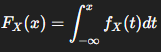 F_X(x) = ∫_{-∞}^{x} f_X(t)dt